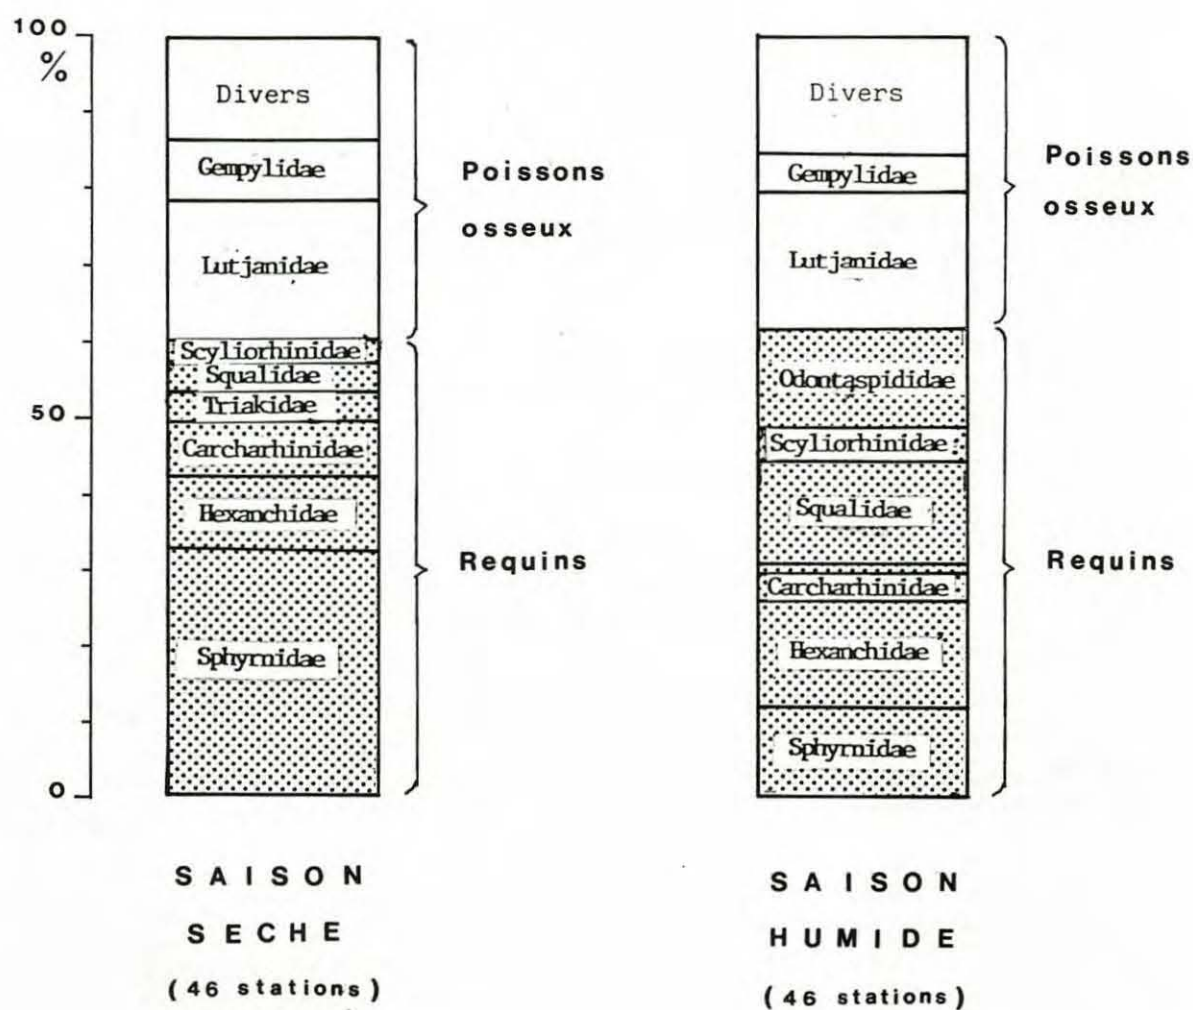 100
%
50
0
Divers
Gempylidae
Lutjanidae
Scyliorhinidae
Squalidae
Triakidae
Carcharhinidae
Hexanchidae
Sphyrnidae
Poissons
osseux
Requins
SAISON
SECHE
(46 stations)
Divers
Gempylidae
Lutjanidae
Odontaspididae
Scyliorhinidae
Squalidae
Carcharhinidae
Hexanchidae
Sphyrnidae
Poissons
osseux
Requins
SAISON
HUMIDE
(46 stations)